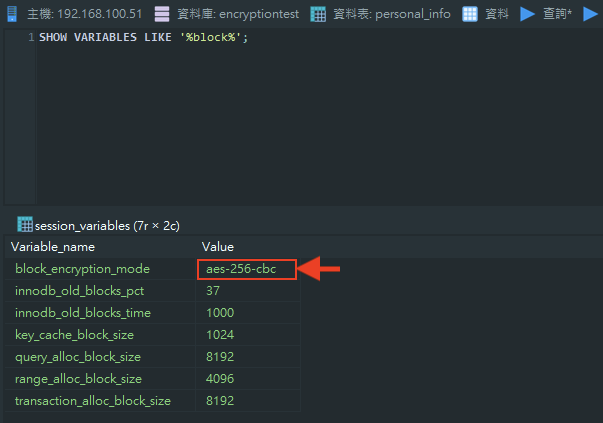 主機: 192.168.100.51 資料庫: encryptiontest 資料表: personal_info 資料 查詢*
1 SHOW VARIABLES LIKE '%block%';
session_variables (7r × 2c)
Variable_name Value
block_encryption_mode aes-256-cbc
innodb_old_blocks_pct 37
innodb_old_blocks_time 1000
key_cache_block_size 1024
query_alloc_block_size 8192
range_alloc_block_size 4096
transaction_alloc_block_size 8192